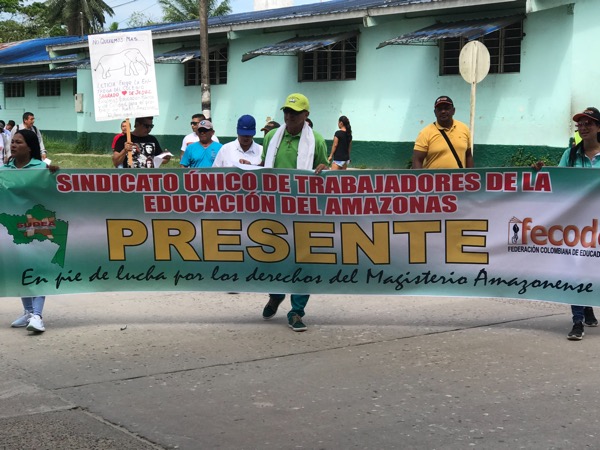 SINDICATO ÚNICO DE TRABAJADORES DE LA
EDUCACIÓN DEL AMAZONAS
PRESENTE
En pie de lucha por los derechos del Magisterio Amazonense
fecode
FEDERACIÓN COLOMBIANA DE EDUCAD